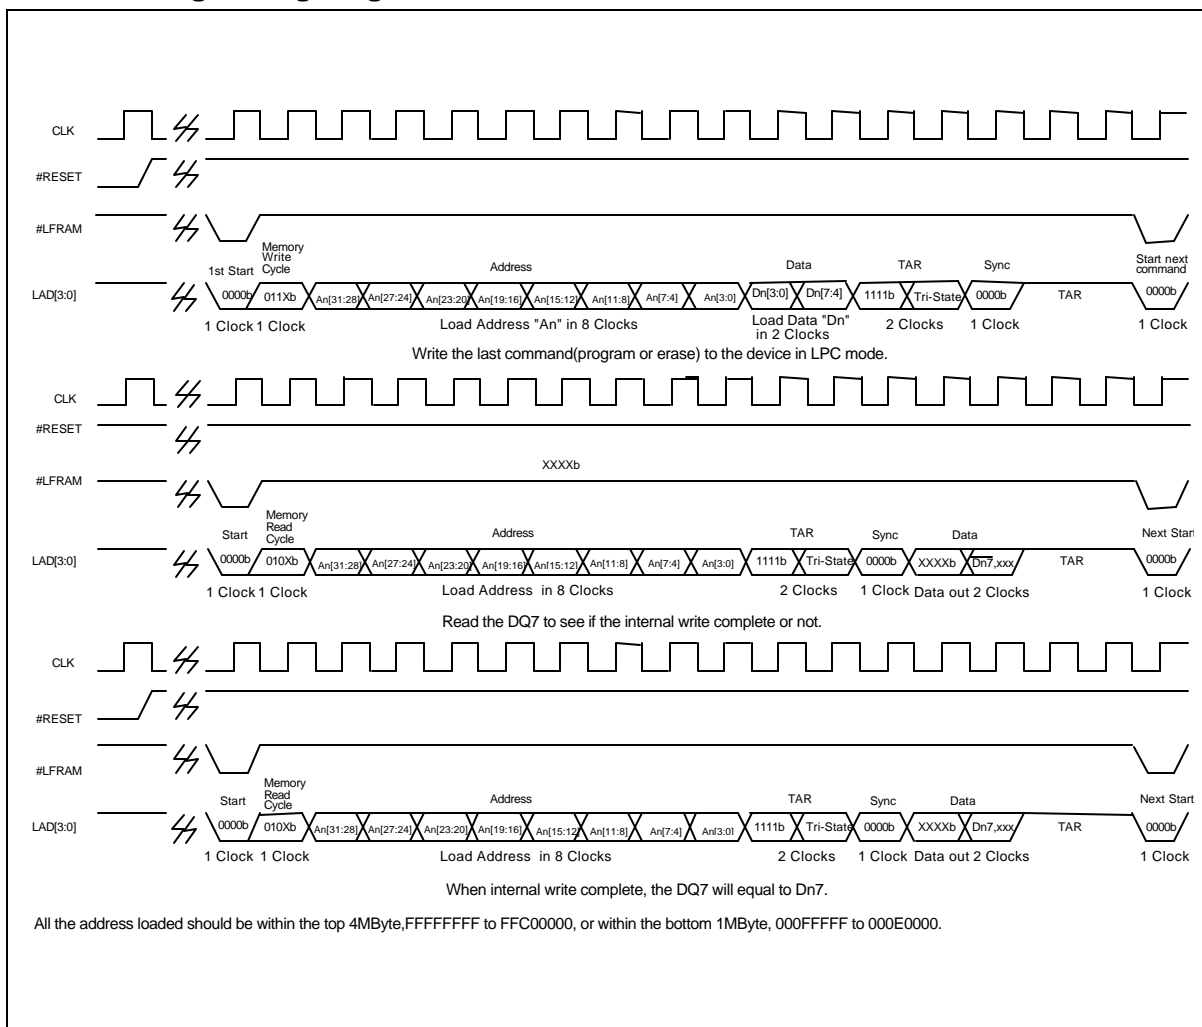 CLK
#RESET
#LFRAM
Memory
Write
Cycle
1st Start
Address
Data
TAR
Sync
Start next
command
LAD[3:0]
0000b
011Xb
An[31:28]
An[27:24]
An[23:20]
An[19:16]
An[15:12]
An[11:8]
An[7:4]
An[3:0]
Dn[3:0]
Dn[7:4]
1111b
Tri-State
0000b
TAR
0000b
1 Clock
1 Clock
Load Address "An" in 8 Clocks
Load Data "Dn"
in 2 Clocks
2 Clocks
1 Clock
1 Clock
Write the last command(program or erase) to the device in LPC mode.
CLK
#RESET
XXXXb
#LFRAM
Memory
Read
Cycle
Start
Address
TAR
Sync
Data
Next Start
LAD[3:0]
0000b
010Xb
An[31:28]
An[27:24]
An[23:20]
An[19:16]
An[15:12]
An[11:8]
An[7:4]
An[3:0]
1111b
Tri-State
0000b
XXXXb
Dn7,xxx
TAR
0000b
1 Clock
1 Clock
Load Address in 8 Clocks
2 Clocks
1 Clock
Data out 2 Clocks
1 Clock
Read the DQ7 to see if the internal write complete or not.
CLK
#RESET
#LFRAM
Memory
Read
Cycle
Start
Address
TAR
Sync
Data
Next Start
LAD[3:0]
0000b
010Xb
An[31:28]
An[27:24]
An[23:20]
An[19:16]
An[15:12]
An[11:8]
An[7:4]
An[3:0]
1111b
Tri-State
0000b
XXXXb
Dn7,xxx
TAR
0000b
1 Clock
1 Clock
Load Address in 8 Clocks
2 Clocks
1 Clock
Data out 2 Clocks
1 Clock
When internal write complete, the DQ7 will equal to Dn7.
All the address loaded should be within the top 4MByte,FFFFFFFF to FFC00000, or within the bottom 1MByte, 000FFFFF to 000E0000.